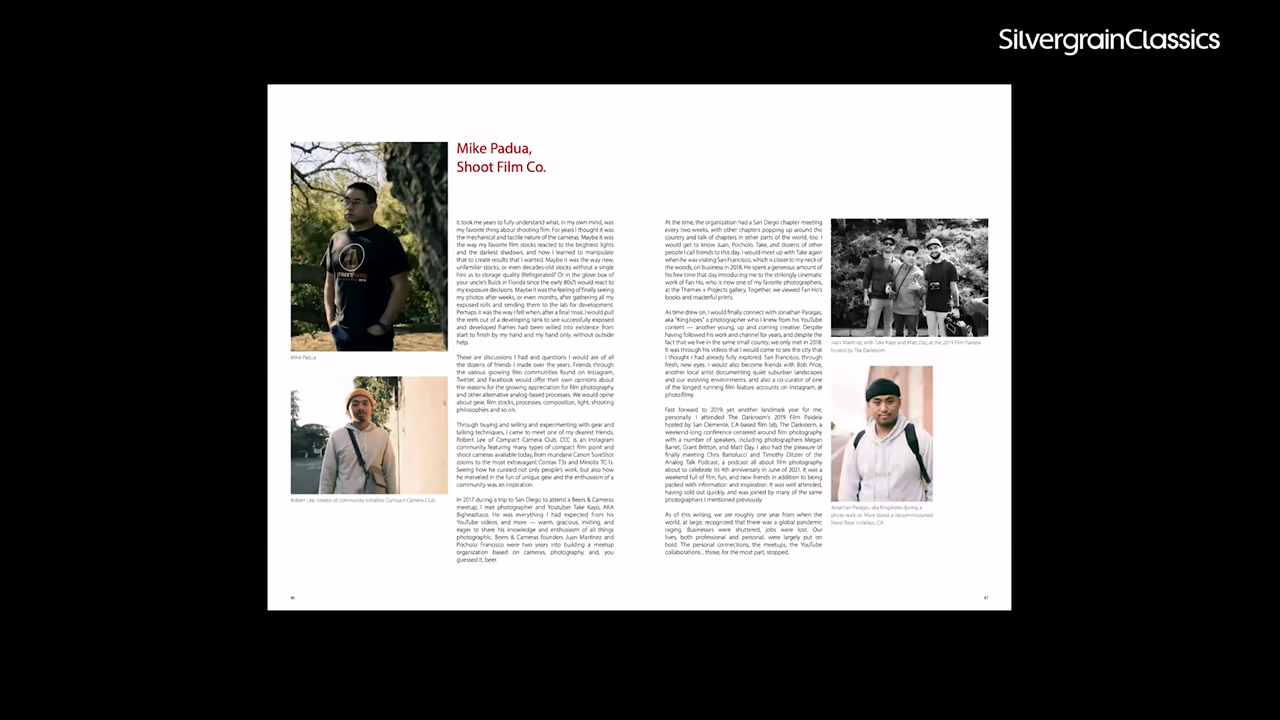 SilvergrainClassics
Mike Padua,
Shoot Film Co.
It took me years to fully understand what, in my own mind, was
my favorite thing about shooting film. For years I thought it was
the mechanical and tactile nature of the cameras. Maybe it was
the way my favorite film stocks reacted to the brightest lights
and the darkest shadows, and how I learned to manipulate
that to create results that I wanted. Maybe it was the way new,
unfamiliar stocks, or even decades-old stocks without a single
hint as to storage quality (Refrigerated? Or in the glove box of
your uncle's Buick in Florida since the early 80s?) would react to
my exposure decisions. Maybe it was the feeling of finally seeing
my photos after weeks, or even months, after gathering all my
exposed rolls and sending them to the lab for development.
Perhaps it was the way I felt when, after a final rinse, I would pull
the reels out of a developing tank to see successfully exposed
and developed frames had been willed into existence from
start to finish by my hand and my hand only, without outside
help.
These are discussions I had and questions I would ask of all
the dozens of friends I made over the years. Friends through
the various growing film communities found on Instagram,
Twitter, and Facebook would offer their own opinions about
the reasons for the growing appreciation for film photography
and other alternative analog-based processes. We would opine
about gear, film stocks, processes, composition, light, shooting
philosophies and so on.
Through buying and selling and experimenting with gear and
talking techniques, I came to meet one of my dearest friends,
Robert Lee of Compact Camera Club. CCC is an Instagram
community featuring many types of compact film point and
shoot cameras available today, from mundane Canon SureShot
zooms to the most extravagant Contax T3s and Minolta TC-1s.
Seeing how he curated not only people's work, but also how
he marveled in the fun of unique gear and the enthusiasm of a
community was an inspiration.
In 2017 during a trip to San Diego to attend a Beers & Cameras
meetup, I met photographer and Youtuber Take Kayo, AKA
Bigheadtaco. He was everything I had expected from his
YouTube videos, and more — warm, gracious, inviting, and
eager to share his knowledge and enthusiasm of all things
photographic. Beers & Cameras founders Juan Martinez and
Pocholo Francisco were two years into building a meetup
organization based on cameras, photography, and, you
guessed it, beer.
At the time, the organization had a San Diego chapter meeting
every two weeks, with other chapters popping up around the
country and talk of chapters in other parts of the world, too. I
would get to know Juan, Pocholo, Take, and dozens of other
people I call friends to this day. I would meet up with Take again
when he was visiting San Francisco, which is closer to my neck of
the woods, on business in 2018. He spent a generous amount of
his free time that day introducing me to the strikingly cinematic
work of Fan Ho, who is now one of my favorite photographers,
at the Themes + Projects gallery. Together, we viewed Fan Ho's
books and masterful prints.
As time drew on, I would finally connect with Jonathan Paragas,
aka "KingJvpes" a photographer who I knew from his YouTube
content — another young, up and coming creative. Despite
having followed his work and channel for years, and despite the
fact that we live in the same small county, we only met in 2018.
It was through his videos that I would come to see the city that
I thought I had already fully explored, San Francisco, through
fresh, new eyes. I would also become friends with Bob Price,
another local artist documenting quiet suburban landscapes
and our evolving environments, and also a co-curator of one
of the longest running film feature accounts on Instagram, @
photofilmy.
Fast forward to 2019; yet another landmark year for me,
personally. I attended The Darkroom's 2019 Film Paideia
hosted by San Clemente, CA-based film lab, The Darkroom, a
weekend-long conference centered around film photography
with a number of speakers, including photographers Megan
Barret, Grant Britton, and Matt Day. I also had the pleasure of
finally meeting Chris Bartolucci and Timothy Ditzler of the
Analog Talk Podcast, a podcast all about film photography
about to celebrate its 4th anniversary in June of 2021. It was a
weekend full of film, fun, and new friends in addition to being
packed with information and inspiration. It was well attended,
having sold out quickly, and was joined by many of the same
photographers I mentioned previously.
As of this writing, we are roughly one year from when the
world, at large, recognized that there was a global pandemic
raging. Businesses were shuttered, jobs were lost. Our
lives, both professional and personal, were largely put on
hold. The personal connections, the meetups, the YouTube
collaborations... those, for the most part, stopped.
Mike Padua
Robert Lee, creator of community initiative Compact Camera Club.
Juan Martinez, with Take Kayo and Matt Day, at the 2019 Film Paideia
hosted by The Darkroom
Jonathan Paragas, aka KingJvpes during a
photo walk on Mare Island, a decommissioned
Naval Base in Vallejo, CA
86
87